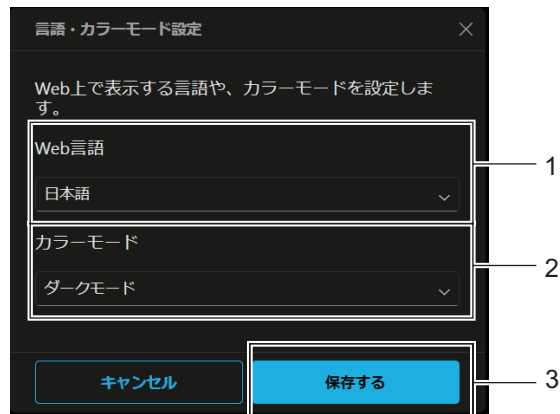 言語・カラーモード設定
Web上で表示する言語や、カラーモードを設定しま
す。
Web言語
1
日本語
カラーモード
2
ダークモード
キャンセル
保存する
3